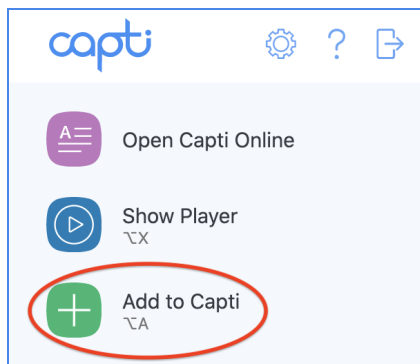 capti
?
A
Open Capti Online
Show Player
⌥X
Add to Capti
⌥A